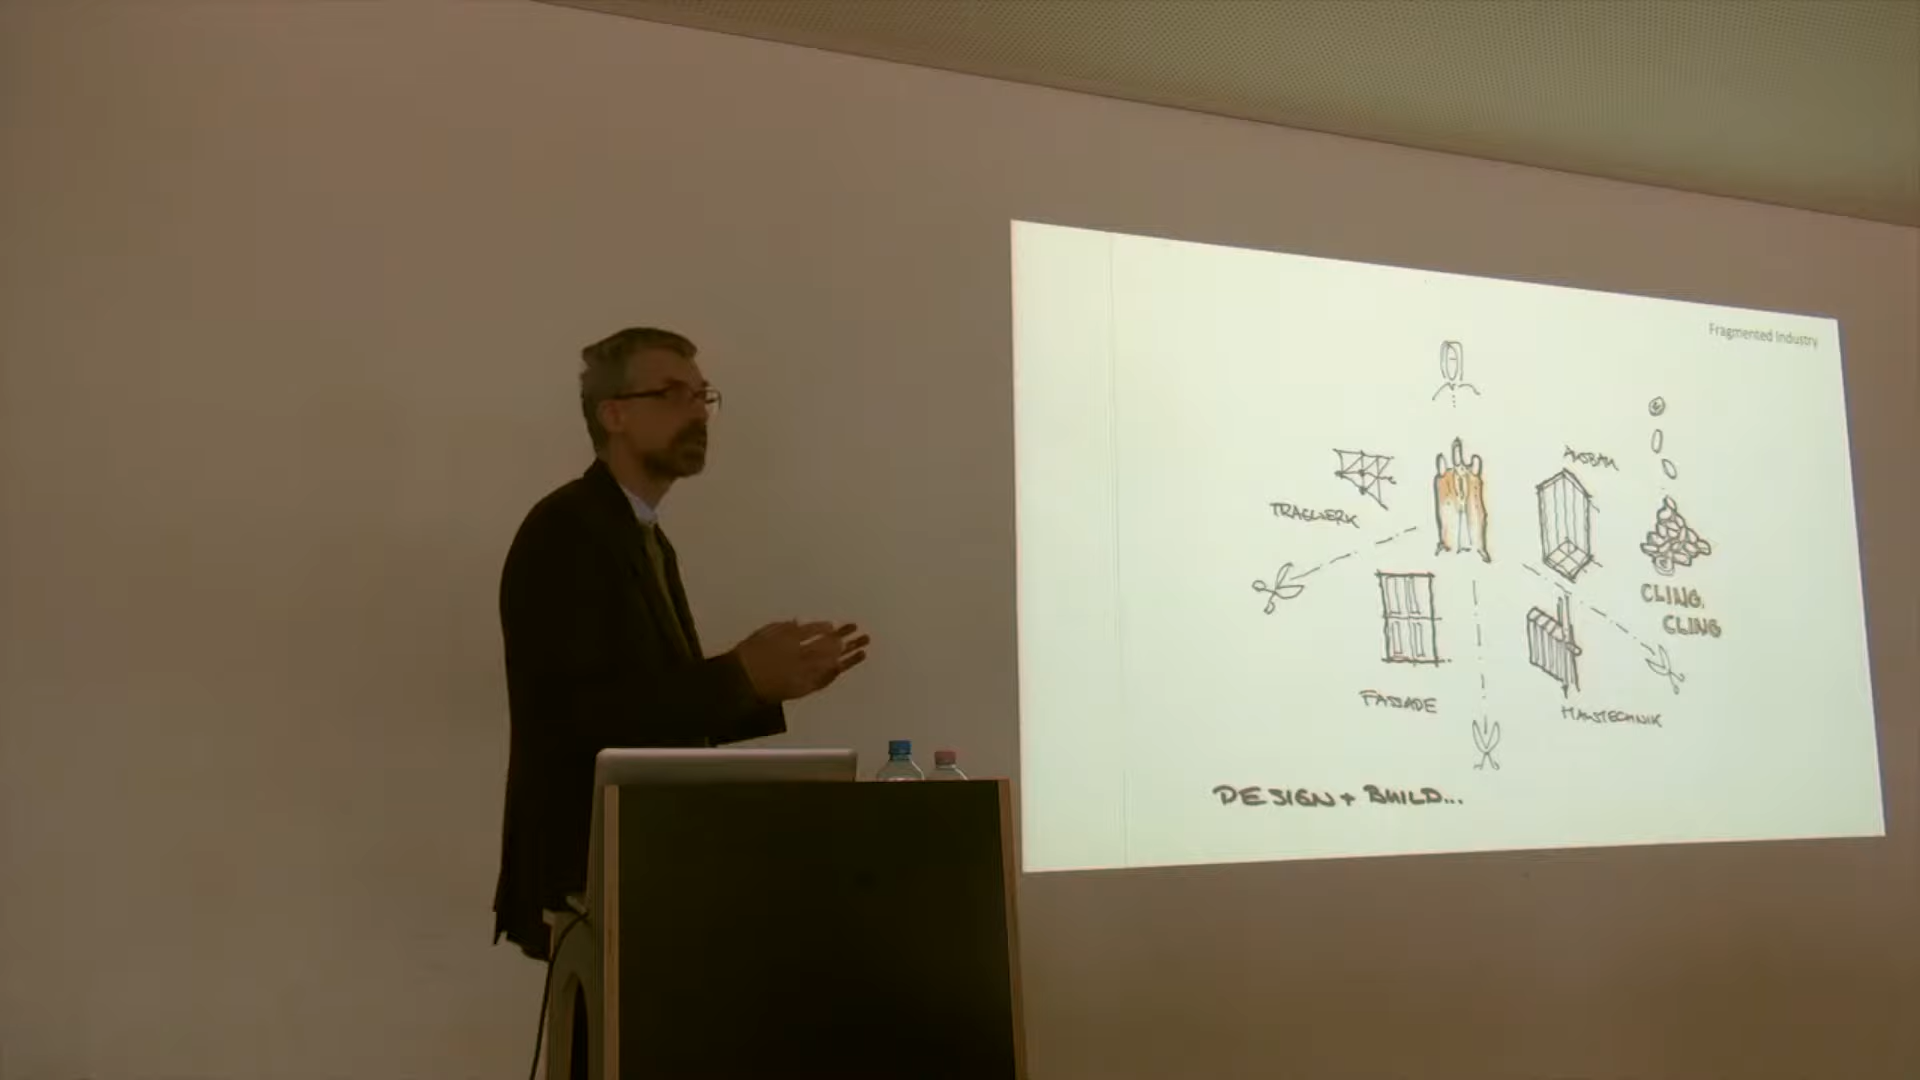 Fragmented Industry
AUSBAU
TRAGWERK
CLING,
CLING
FASSADE
HAUSTECHNIK
DESIGN + BUILD...